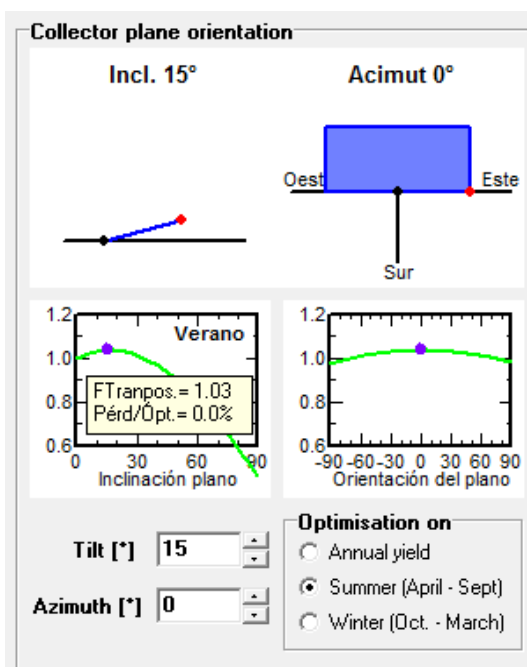 Collector plane orientation
Incl. 15°
Acimut 0°
Oest
Este
Sur
1.2
1.0
0.8
0.6
Verano
FTranpos.= 1.03
Pérd/Ópt.= 0.0%
0 30 60 90
Inclinación plano
1.2
1.0
0.8
0.6
-90 -60 -30 0 30 60 90
Orientación del plano
Tilt [°] 15
Azimuth [°] 0
Optimisation on
Annual yield
Summer (April - Sept)
Winter (Oct. - March)